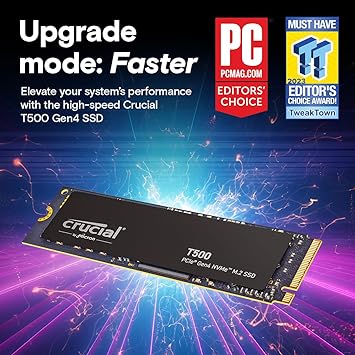 Upgrade
mode: Faster
Elevate your system's performance
with the high-speed Crucial
T500 Gen4 SSD
PC
PCMAG.COM
EDITORS'
CHOICE
MUST HAVE
TT
2023
EDITOR'S
CHOICE AWARD!
TweakTown
crucial
by Micron
T500
PCIe® Gen4 NVMe™ M.2 SSD